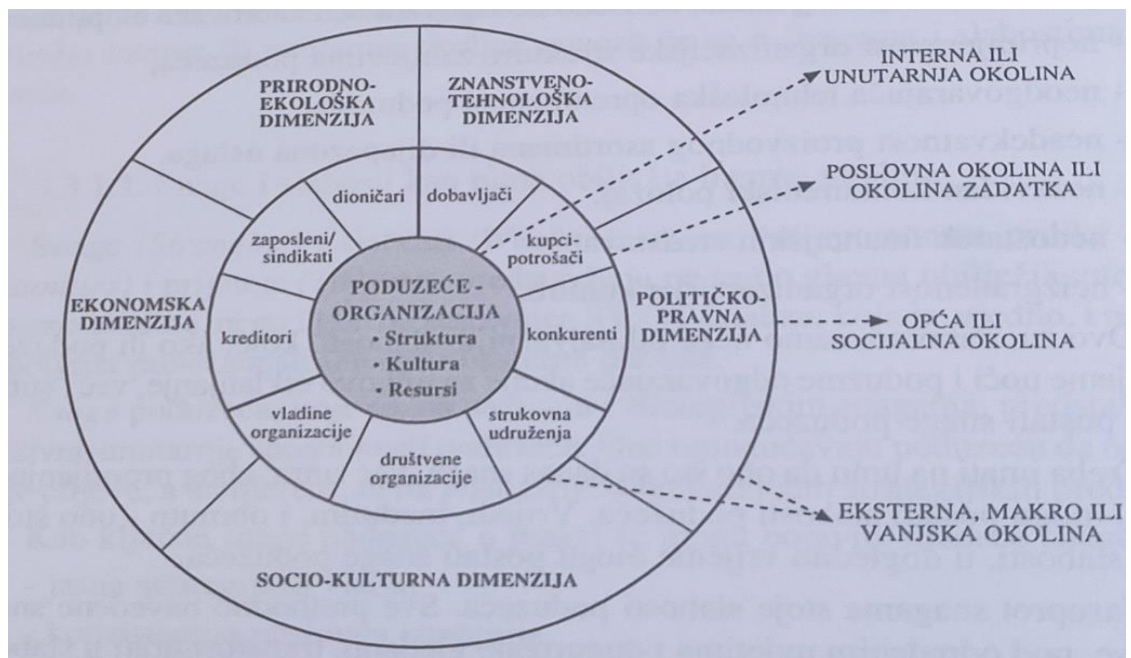 PRIRODNO-
EKOLOŠKA
DIMENZIJA
ZNANSTVENO-
TEHNOLOŠKA
DIMENZIJA
INTERNA ILI
UNUTARNJA OKOLINA
POSLOVNA OKOLINA ILI
OKOLINA ZADATKA
dioničari
dobavljači
zaposleni/
sindikati
kupci-
potrošači
EKONOMSKA
DIMENZIJA
kreditori
PODUZEĆE -
ORGANIZACIJA
• Struktura
• Kultura
• Resursi
konkurenti
POLITIČKO-
PRAVNA
DIMENZIJA
OPĆA ILI
SOCIJALNA OKOLINA
vladine
organizacije
strukovna
udruženja
društvene
organizacije
EKSTERNA, MAKRO ILI
VANJSKA OKOLINA
SOCIO-KULTURNA DIMENZIJA